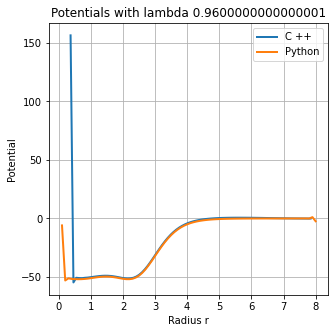 Potentials with lambda 0.9600000000000001
C ++
Python
150
100
50
0
−50
Potential
0 1 2 3 4 5 6 7 8
Radius r